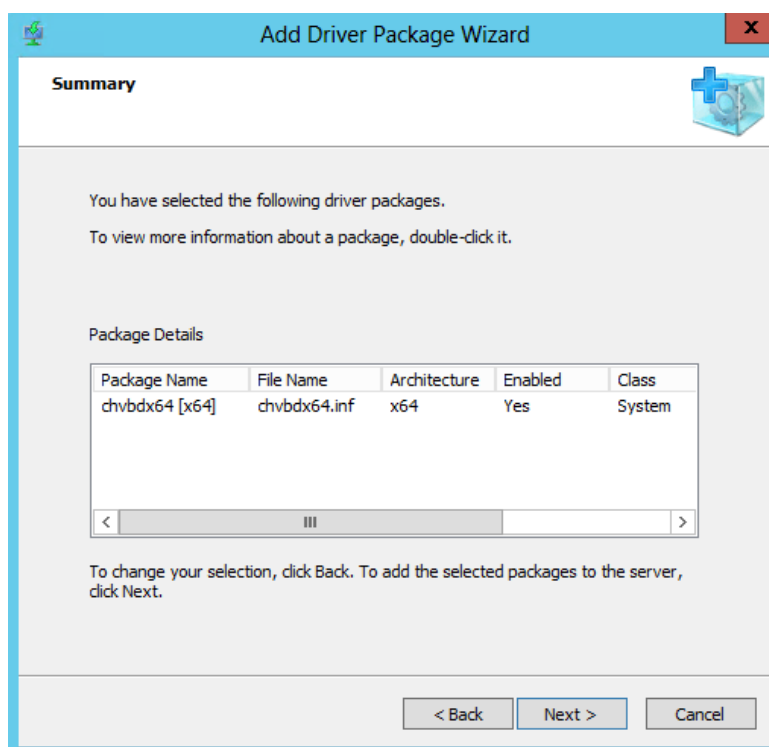 Add Driver Package Wizard
x
Summary
You have selected the following driver packages.
To view more information about a package, double-click it.
Package Details
Package Name File Name Architecture Enabled Class
chvbdx64 [x64] chvbdx64.inf x64 Yes System
To change your selection, click Back. To add the selected packages to the server,
click Next.
< Back Next > Cancel